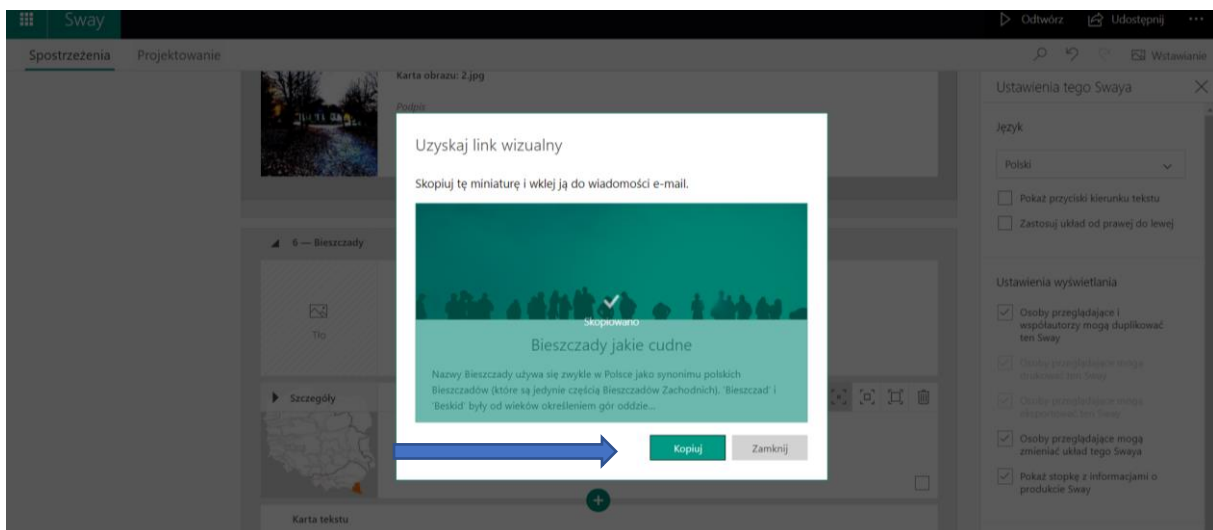 Sway
Odtwórz
Udostępnij
Spostrzeżenia
Projektowanie
Wstawianie
Karta obrazu: 2.jpg
Podpis
6 — Bieszczady
Tło
Szczegóły
Karta tekstu
Uzyskaj link wizualny
Skopiuj tę miniaturę i wklej ją do wiadomości e-mail.
Skopiowano
Bieszczady jakie cudne
Nazwy Bieszczady używa się zwykle w Polsce jako synonimu polskich
Bieszczadów (które są jedynie częścią Bieszczadów Zachodnich). 'Bieszczad' i
'Beskid' były od wieków określeniem gór oddzie...
Kopiuj
Zamknij
Ustawienia tego Swaya
Język
Polski
Pokaż przyciski kierunku tekstu
Zastosuj układ od prawej do lewej
Ustawienia wyświetlania
Osoby przeglądające i
współautorzy mogą duplikować
ten Sway
Osoby przeglądające mogą
drukować ten Sway
Osoby przeglądające mogą
eksportować ten Sway
Osoby przeglądające mogą
zmieniać układ tego Swaya
Pokaż stopkę z informacjami o
produkcie Sway